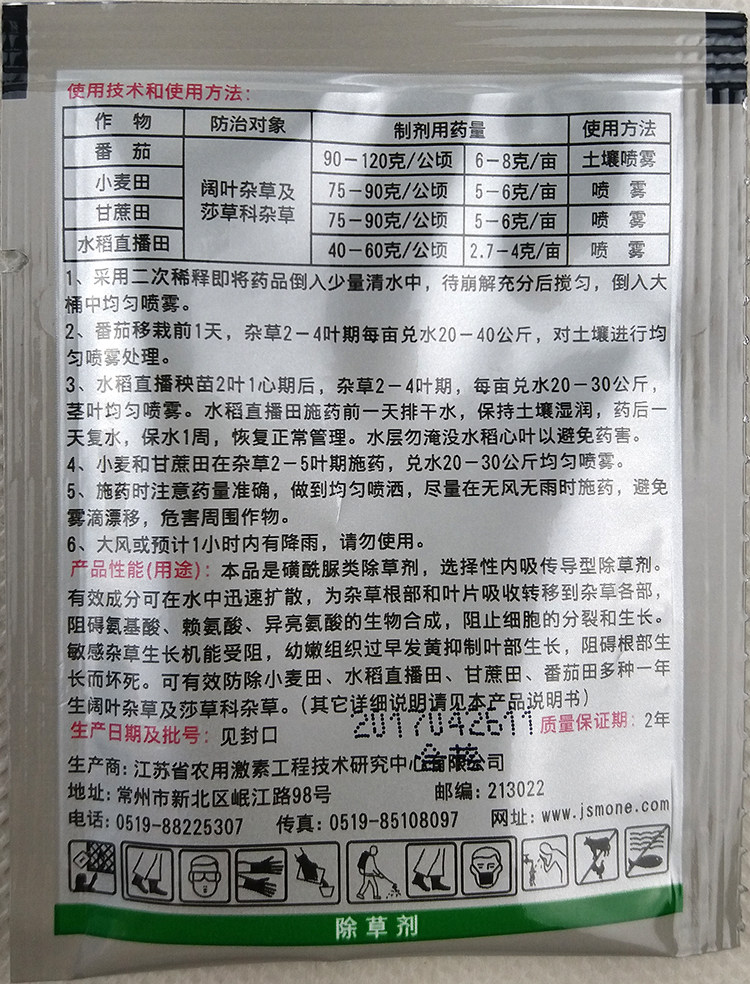 使用技术和使用方法：
作 物 防治对象 制剂用药量 使用方法
番 茄 阔叶杂草及莎草科杂草 90－120克/公顷 6－8克/亩 土壤喷雾
小麦田 75－90克/公顷 5－6克/亩 喷 雾
甘蔗田 75－90克/公顷 5－6克/亩 喷 雾
水稻直播田 40－60克/公顷 2.7－4克/亩 喷 雾
1、采用二次稀释即将药品倒入少量清水中，待崩解充分后搅匀，倒入大
桶中均匀喷雾。
2、番茄移栽前1天，杂草2－4叶期每亩兑水20－40公斤，对土壤进行均
匀喷雾处理。
3、水稻直播秧苗2叶1心期后，杂草2－4叶期，每亩兑水20－30公斤，
茎叶均匀喷雾。水稻直播田施药前一天排干水，保持土壤湿润，药后一
天复水，保水1周，恢复正常管理。水层勿淹没水稻心叶以避免药害。
4、小麦和甘蔗田在杂草2－5叶期施药，兑水20－30公斤均匀喷雾。
5、施药时注意药量准确，做到均匀喷洒，尽量在无风无雨时施药，避免
雾滴漂移，危害周围作物。
6、大风或预计1小时内有降雨，请勿使用。
产品性能(用途)：本品是磺酰脲类除草剂，选择性内吸传导型除草剂。
有效成分可在水中迅速扩散，为杂草根部和叶片吸收转移到杂草各部，
阻碍氨基酸、赖氨酸、异亮氨酸的生物合成，阻止细胞的分裂和生长。
敏感杂草生长机能受阻，幼嫩组织过早发黄抑制叶部生长，阻碍根部生
长而坏死。可有效防除小麦田、水稻直播田、甘蔗田、番茄田多种一年
生阔叶杂草及莎草科杂草。（其它详细说明请见本产品说明书）
生产日期及批号：见封口 2017042611 质量保证期：2年
合格
生产商：江苏省农用激素工程技术研究中心有限公司
地址：常州市新北区岷江路98号 邮编：213022
电话：0519-88225307 传真：0519-85108097 网址：www.jsmone.com
除草剂